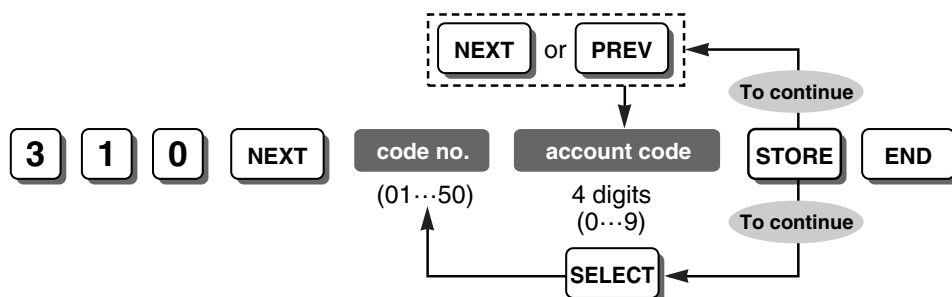 NEXT or PREV
To continue
3 1 0 NEXT code no. account code STORE END
(01···50) 4 digits
(0···9)
To continue
SELECT